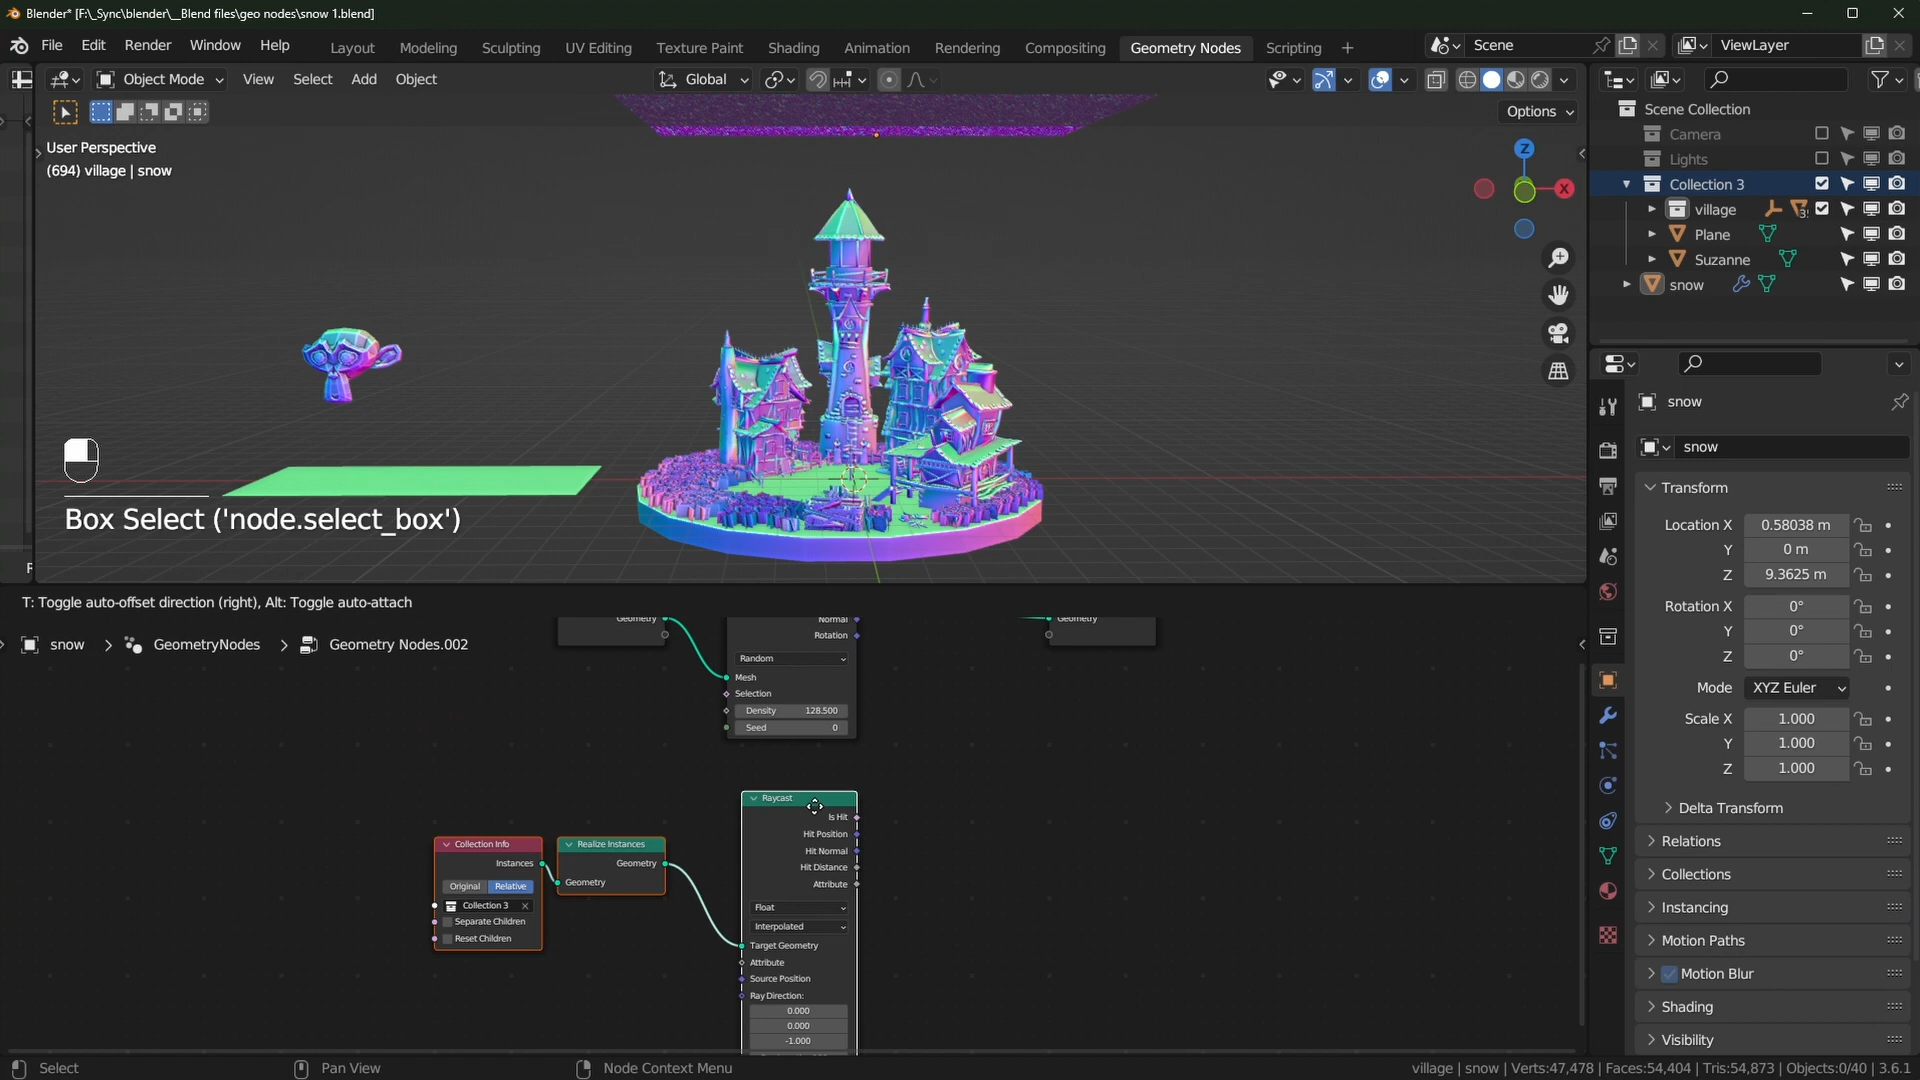 Blender* [F:\_Sync\blender\__Blend files\geo nodes\snow 1.blend]
File Edit Render Window Help
Layout Modeling Sculpting UV Editing Texture Paint Shading Animation Rendering Compositing Geometry Nodes Scripting +
Scene
ViewLayer
Object Mode View Select Add Object
Global
Options
User Perspective
(694) village | snow
Z
X
Box Select ('node.select_box')
Scene Collection
Camera
Lights
Collection 3
village
Plane
Suzanne
snow
snow
snow
Transform
Location X 0.58038 m
Y 0 m
Z 9.3625 m
Rotation X 0°
Y 0°
Z 0°
Mode XYZ Euler
Scale X 1.000
Y 1.000
Z 1.000
Delta Transform
Relations
Collections
Instancing
Motion Paths
Motion Blur
Shading
Visibility
T: Toggle auto-offset direction (right), Alt: Toggle auto-attach
snow > GeometryNodes > Geometry Nodes.002
Geometry
Normal
Rotation
Random
Mesh
Selection
Density 128.500
Seed 0
Geometry
Collection Info
Instances
Original Relative
Collection 3
Separate Children
Reset Children
Realize Instances
Geometry
Geometry
Raycast
Is Hit
Hit Position
Hit Normal
Hit Distance
Attribute
Float
Interpolated
Target Geometry
Attribute
Source Position
Ray Direction:
0.000
0.000
-1.000
Select
Pan View
Node Context Menu
village | snow | Verts:47,478 | Faces:54,404 | Tris:54,873 | Objects:0/40 | 3.6.1